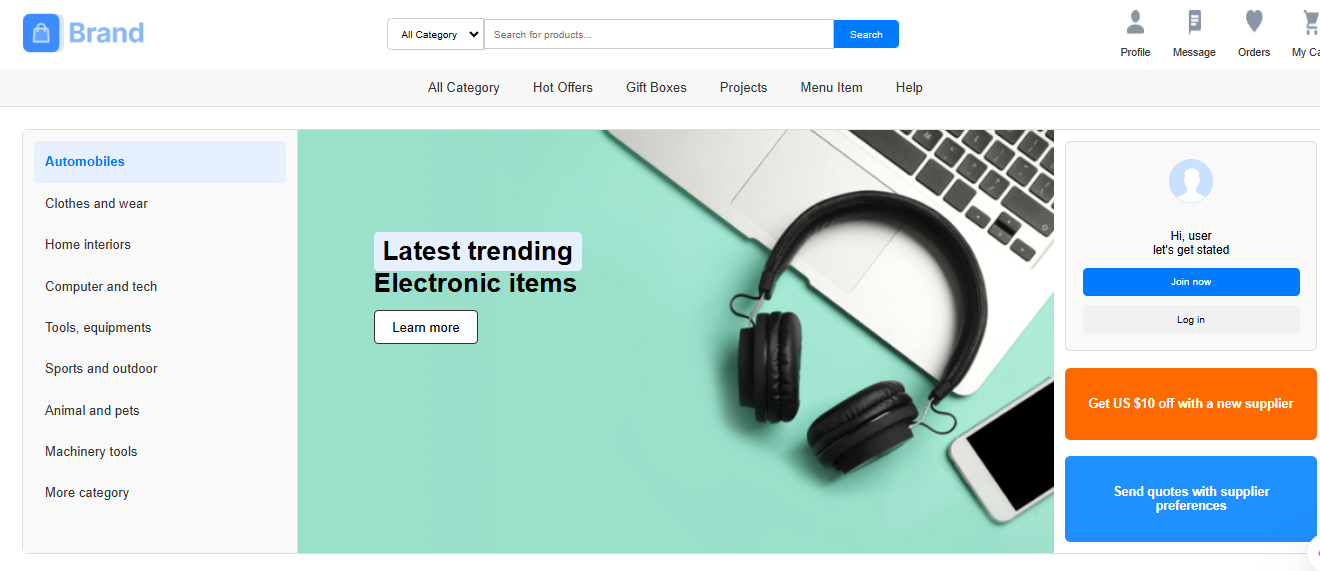 Brand
All Category
Search for products...
Search
Profile
Message
Orders
My Ca
All Category
Hot Offers
Gift Boxes
Projects
Menu Item
Help
Automobiles
Clothes and wear
Home interiors
Computer and tech
Tools, equipments
Sports and outdoor
Animal and pets
Machinery tools
More category
Latest trending
Electronic items
Learn more
Hi, user
let's get stated
Join now
Log in
Get US $10 off with a new supplier
Send quotes with supplier
preferences